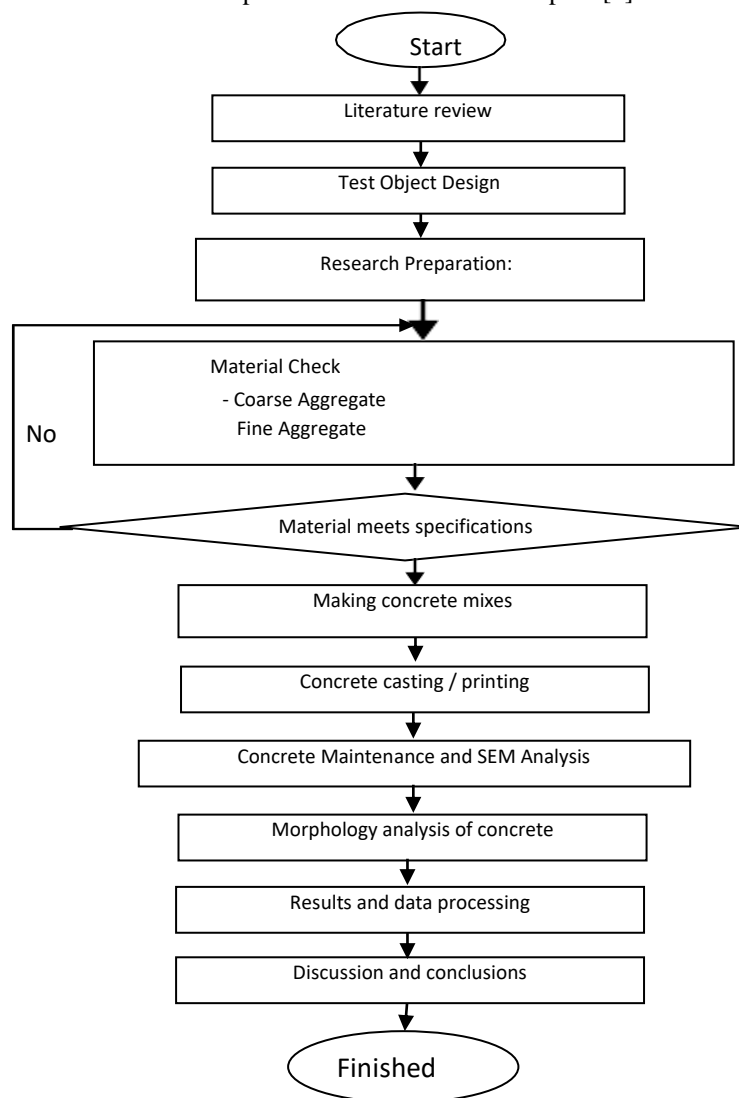 Start
Literature review
Test Object Design
Research Preparation:
Material Check
- Coarse Aggregate
Fine Aggregate
No
Material meets specifications
Making concrete mixes
Concrete casting / printing
Concrete Maintenance and SEM Analysis
Morphology analysis of concrete
Results and data processing
Discussion and conclusions
Finished